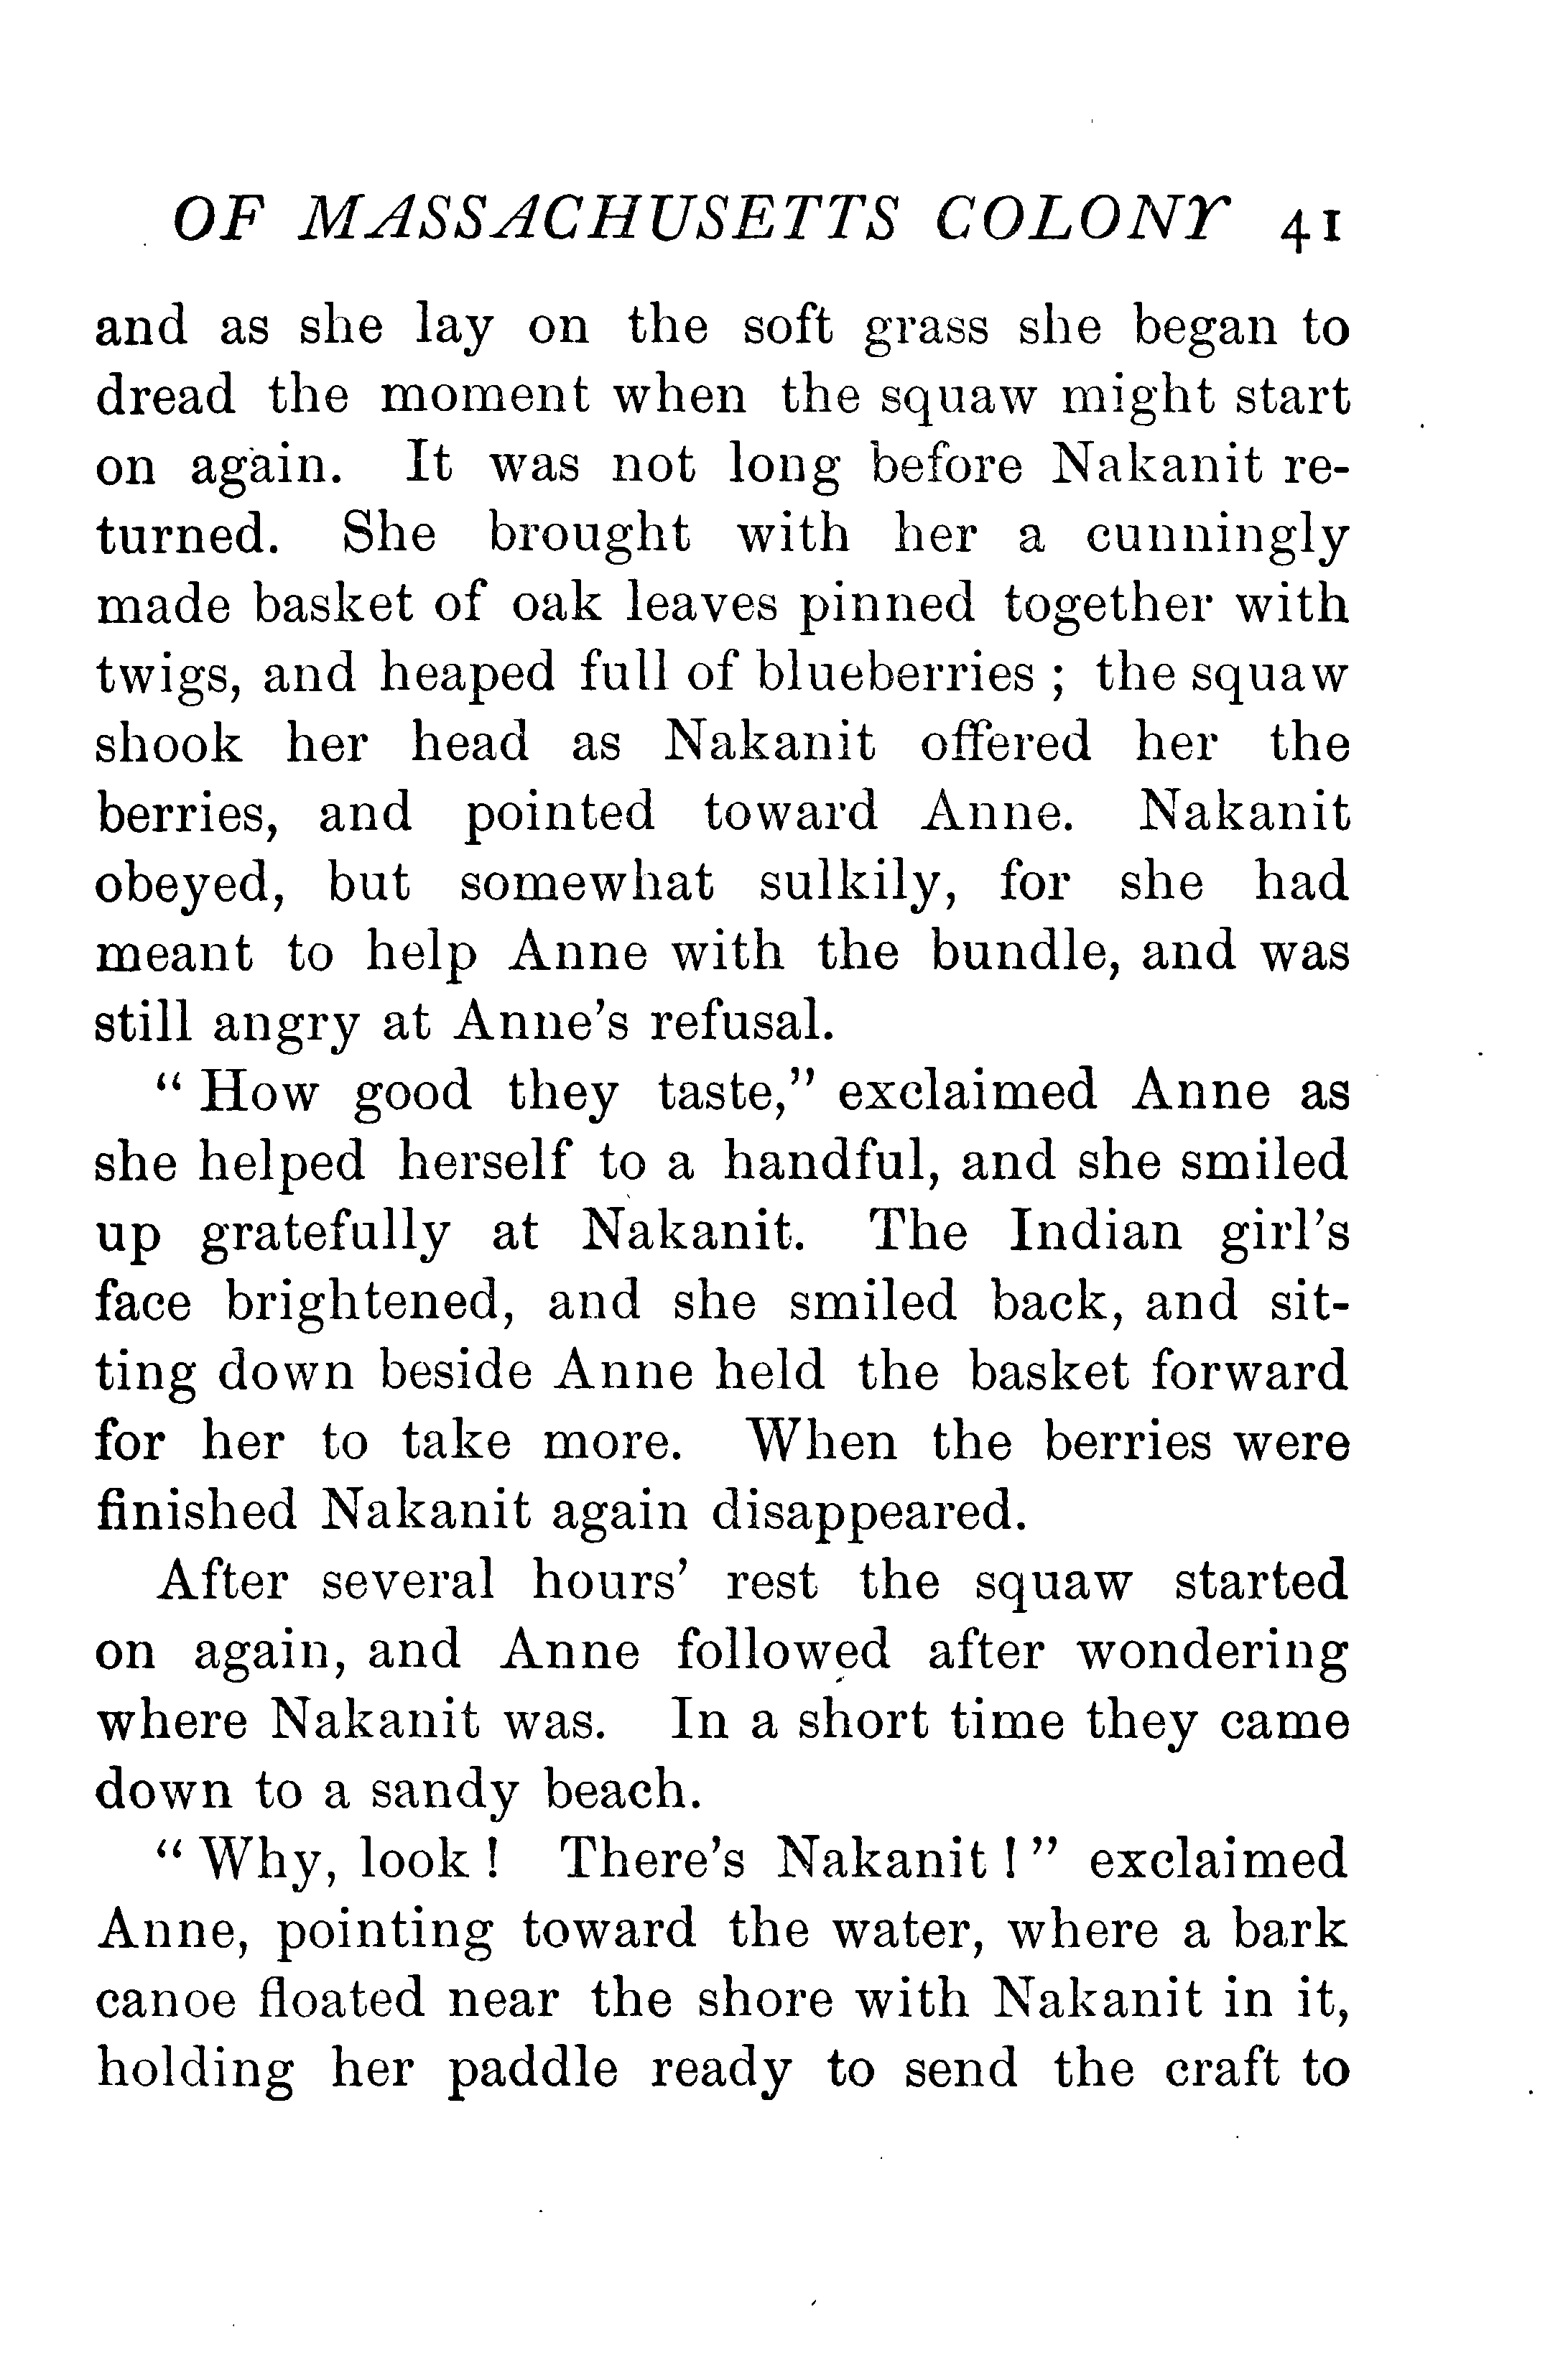 OF MASSACHUSETTS COLONY 41
and as she lay on the soft grass she began to
dread the moment when the squaw might start
on again. It was not long before Nakanit re-
turned. She brought with her a cunningly
made basket of oak leaves pinned together with
twigs, and heaped full of blueberries ; the squaw
shook her head as Nakanit offered her the
berries, and pointed toward Anne. Nakanit
obeyed, but somewhat sulkily, for she had
meant to help Anne with the bundle, and was
still angry at Anne's refusal.
“ How good they taste,” exclaimed Anne as
she helped herself to a handful, and she smiled
up gratefully at Nakanit. The Indian girl's
face brightened, and she smiled back, and sit-
ting down beside Anne held the basket forward
for her to take more. When the berries were
finished Nakanit again disappeared.
After several hours' rest the squaw started
on again, and Anne followed after wondering
where Nakanit was. In a short time they came
down to a sandy beach.
“ Why, look ! There's Nakanit ! ” exclaimed
Anne, pointing toward the water, where a bark
canoe floated near the shore with Nakanit in it,
holding her paddle ready to send the craft to